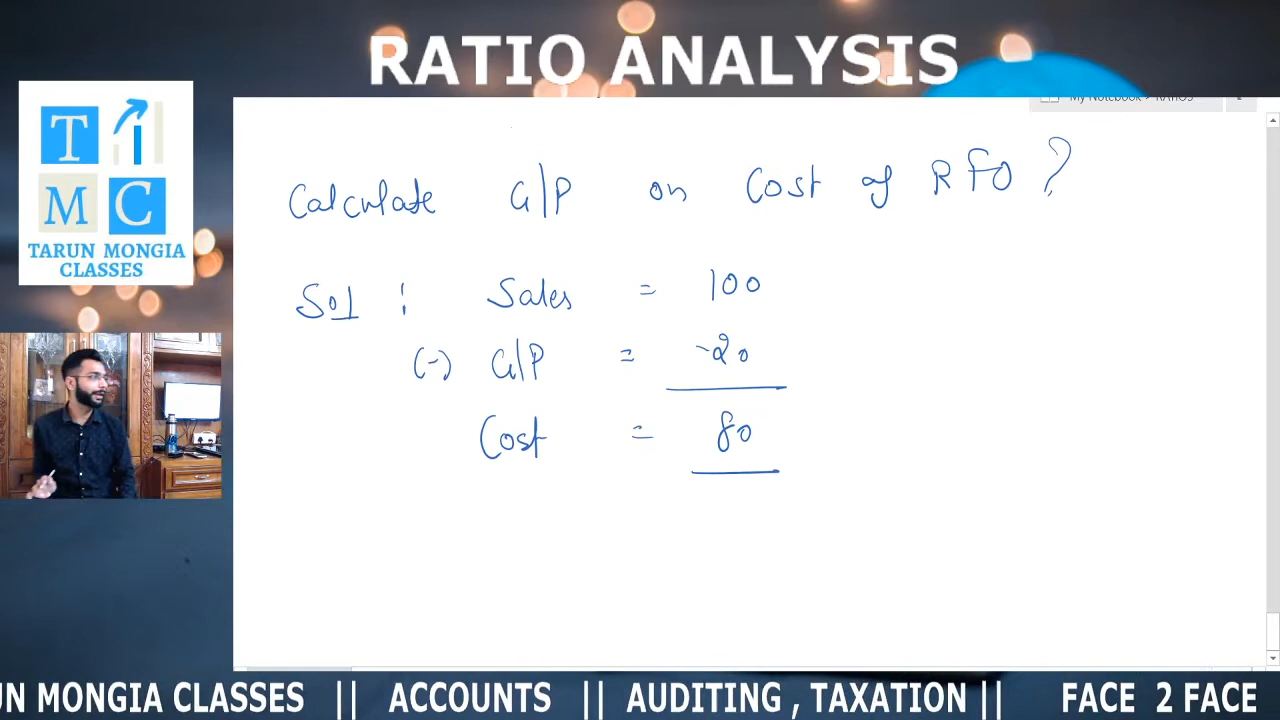 RATIO ANALYSIS
T
M C
TARUN MONGIA
CLASSES
Calculate G/P on Cost of RFO ?
Sol : Sales = 100
(-) G/P = -20
Cost = 80
UN MONGIA CLASSES || ACCOUNTS || AUDITING , TAXATION || FACE 2 FACE